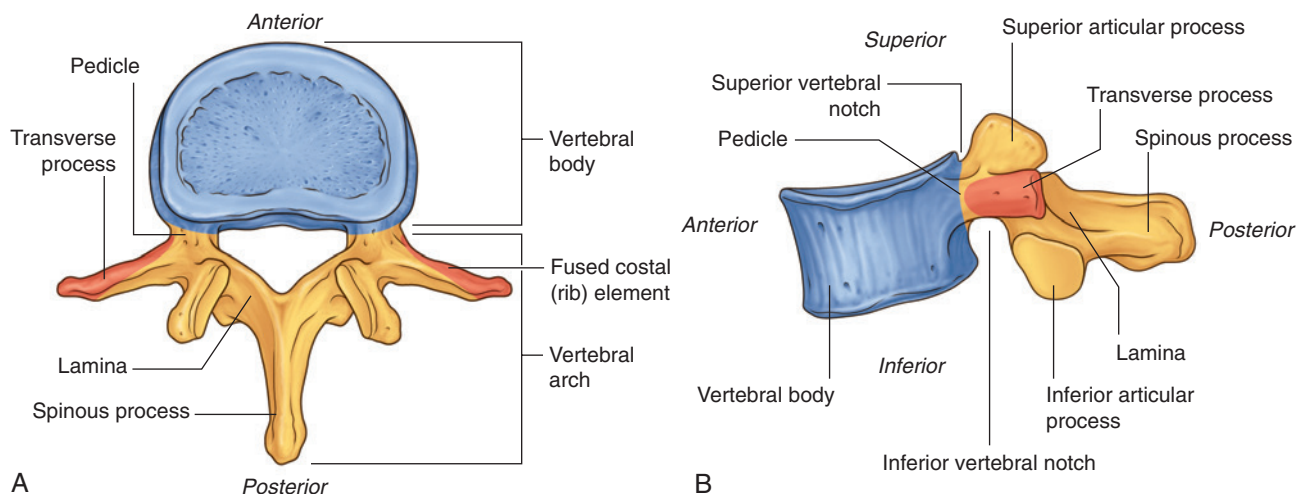 Anterior
Pedicle
Transverse
process
Vertebral
body
Fused costal
(rib) element
Lamina
Vertebral
arch
Spinous process
A
Posterior
Superior
Superior articular process
Superior vertebral
notch
Transverse process
Pedicle
Spinous process
Anterior
Posterior
Inferior
Lamina
Vertebral body
Inferior articular
process
Inferior vertebral notch
B